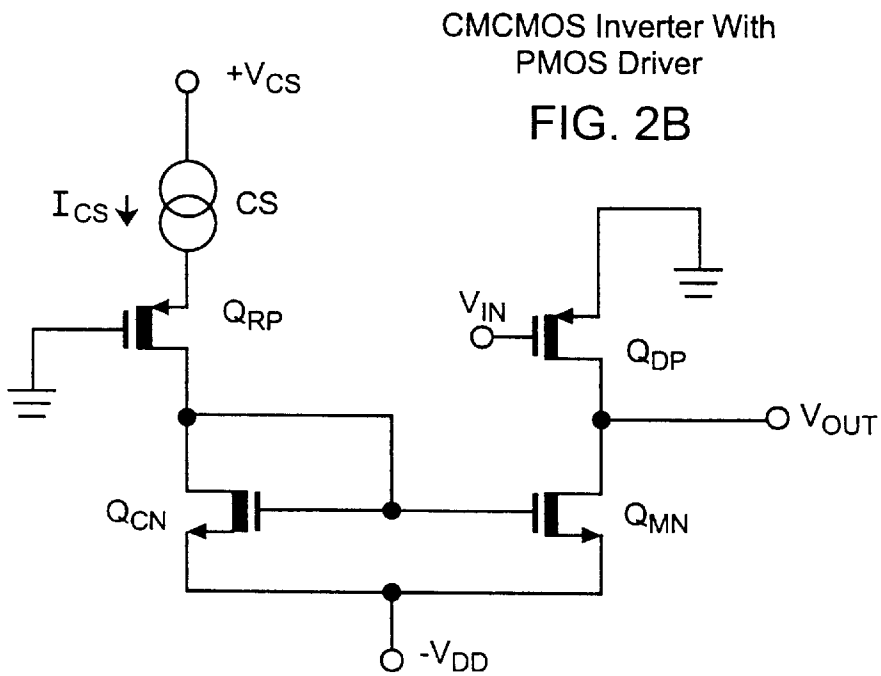 CMCMOS Inverter With
PMOS Driver
FIG. 2B
+VCS
ICS
CS
QRP
VIN
QDP
VOUT
QCN
QMN
-VDD